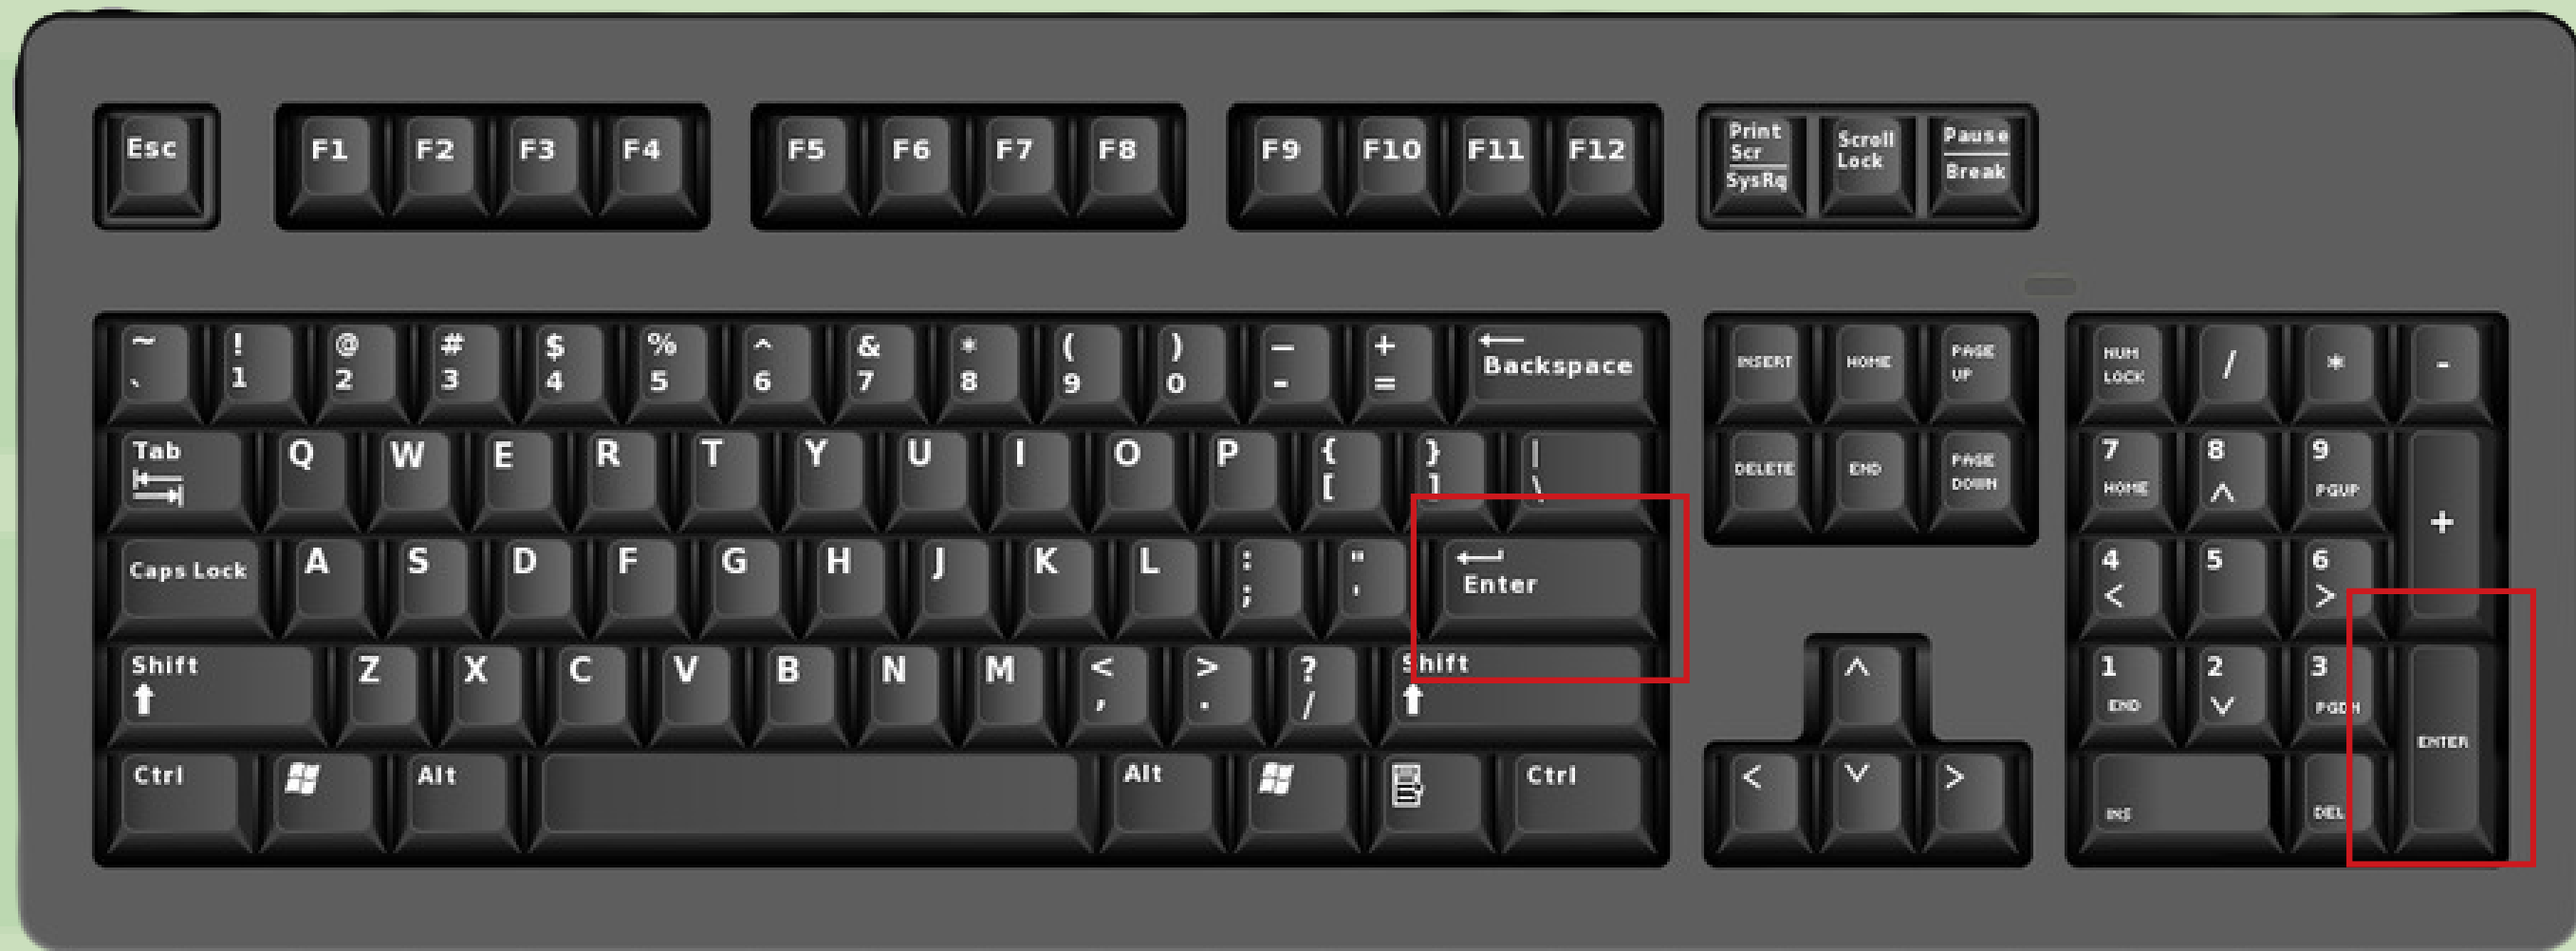 Esc F1 F2 F3 F4 F5 F6 F7 F8 F9 F10 F11 F12
Print
Scr
SysRq
Scroll
Lock
Pause
Break
~ ! @ # $ % ^ & * ( ) — +
` 1 2 3 4 5 6 7 8 9 0 - =
← Backspace
INSERT HOME PAGE
UP
NUM
LOCK
/ * -
Tab Q W E R T Y U I O P { } |
[ ] \
DELETE END PAGE
DOWN
7 8 9
HOME ^ PGUP
+
Caps Lock A S D F G H J K L : "
; '
↵ Enter
4 5 6
< >
Shift Z X C V B N M < > ? Shift
, . /
^
1 2 3
END v PGDN
ENTER
Ctrl Alt Alt Ctrl
< v >
INS DEL